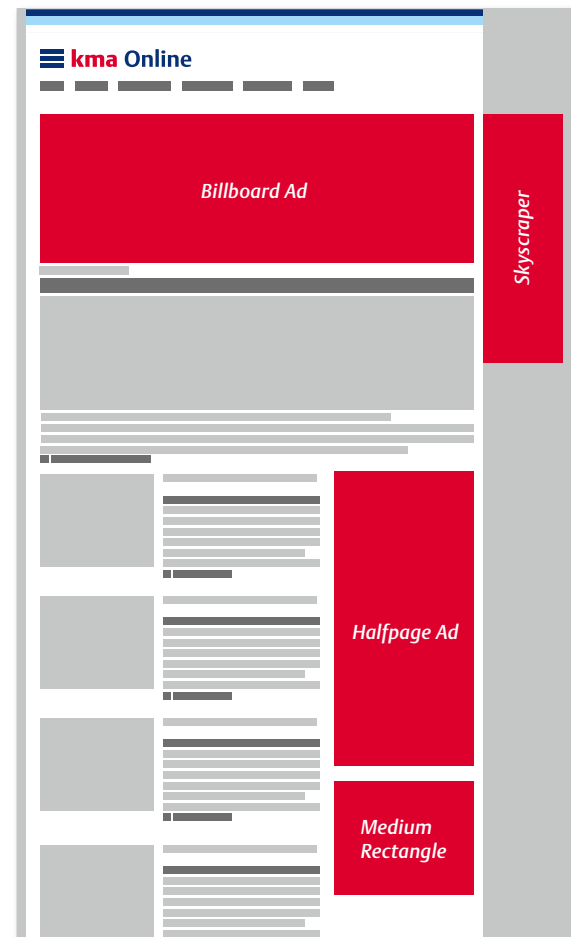 kma Online
Billboard Ad
Skyscraper
Halfpage Ad
Medium
Rectangle